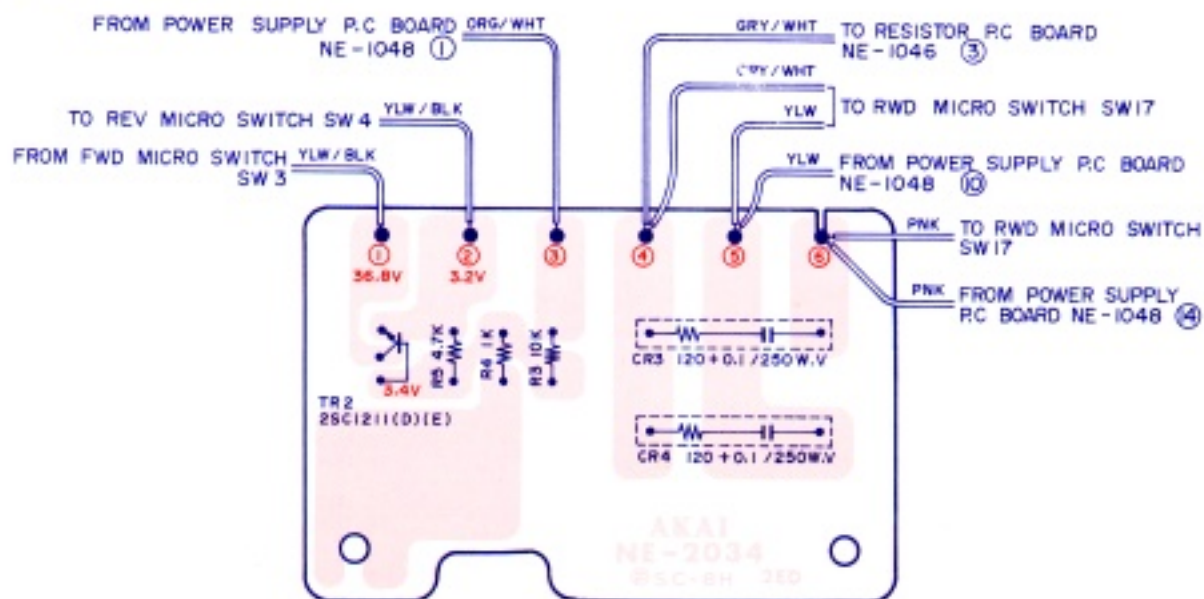 FROM POWER SUPPLY P.C BOARD
NE-1048 ①
ORG/WHT
GRY/WHT
TO RESISTOR P.C BOARD
NE-1046 ③
/WHT
TO RWD MICRO SWITCH SW17
YLW
TO REV MICRO SWITCH SW4
YLW/BLK
FROM FWD MICRO SWITCH
SW3
YLW/BLK
YLW
FROM POWER SUPPLY P.C BOARD
NE-1048 ⑩
PNK
TO RWD MICRO SWITCH
SW17
PNK
FROM POWER SUPPLY
P.C BOARD NE-1048 ⑭
① ② ③ ④ ⑤ ⑥
36.8V 3.2V
R5 4.7K
R4 1K
R3 10K
3.4V
TR2
2SC1211(D)(E)
CR3 120+0.1/250W.V
CR4 120+0.1/250W.V
AKAI
NE-2034
SC-8H 2ED